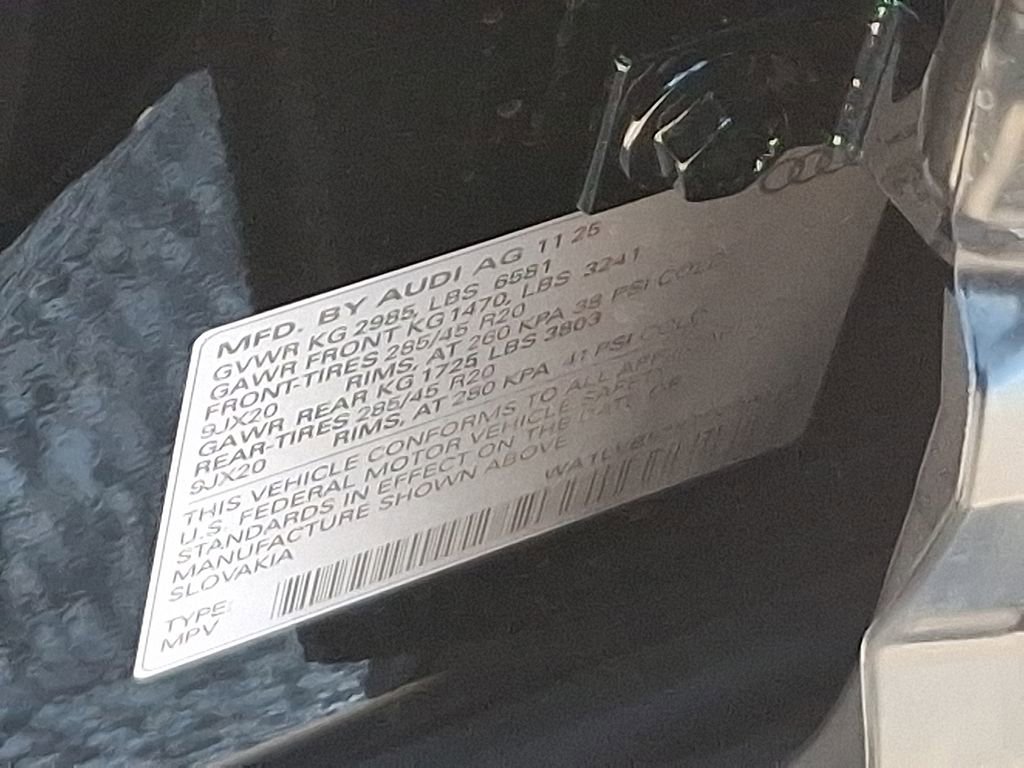 MFD. BY AUDI AG 11 25
GVWR KG 2985, LBS 6581
GAWR FRONT KG 1470, LBS 3241
FRONT-TIRES 285/45 R20
9JX20 RIMS, AT 260 KPA 38 PSI COLD
GAWR REAR KG 1725 LBS 3803
REAR-TIRES 285/45 R20
9JX20 RIMS, AT 280 KPA 41 PSI COLD
THIS VEHICLE CONFORMS TO ALL
U.S. FEDERAL MOTOR VEHICLE SAFETY
STANDARDS IN EFFECT ON THE DATE OF
MANUFACTURE SHOWN ABOVE
SLOVAKIA
TYPE:
MPV